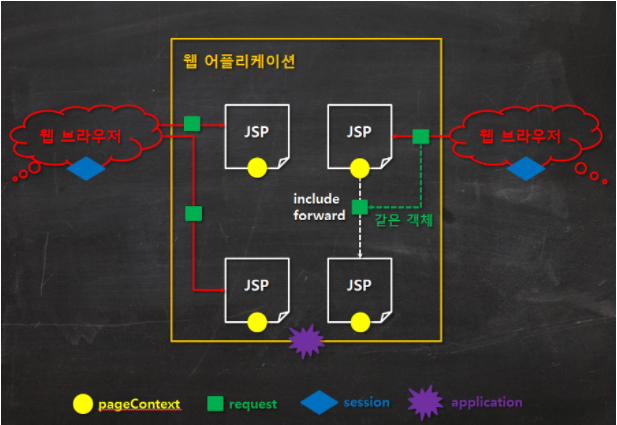 웹 어플리케이션
웹 브라우저
JSP
JSP
웹 브라우저
include
forward
같은 객체
JSP
JSP
pageContext
request
session
application